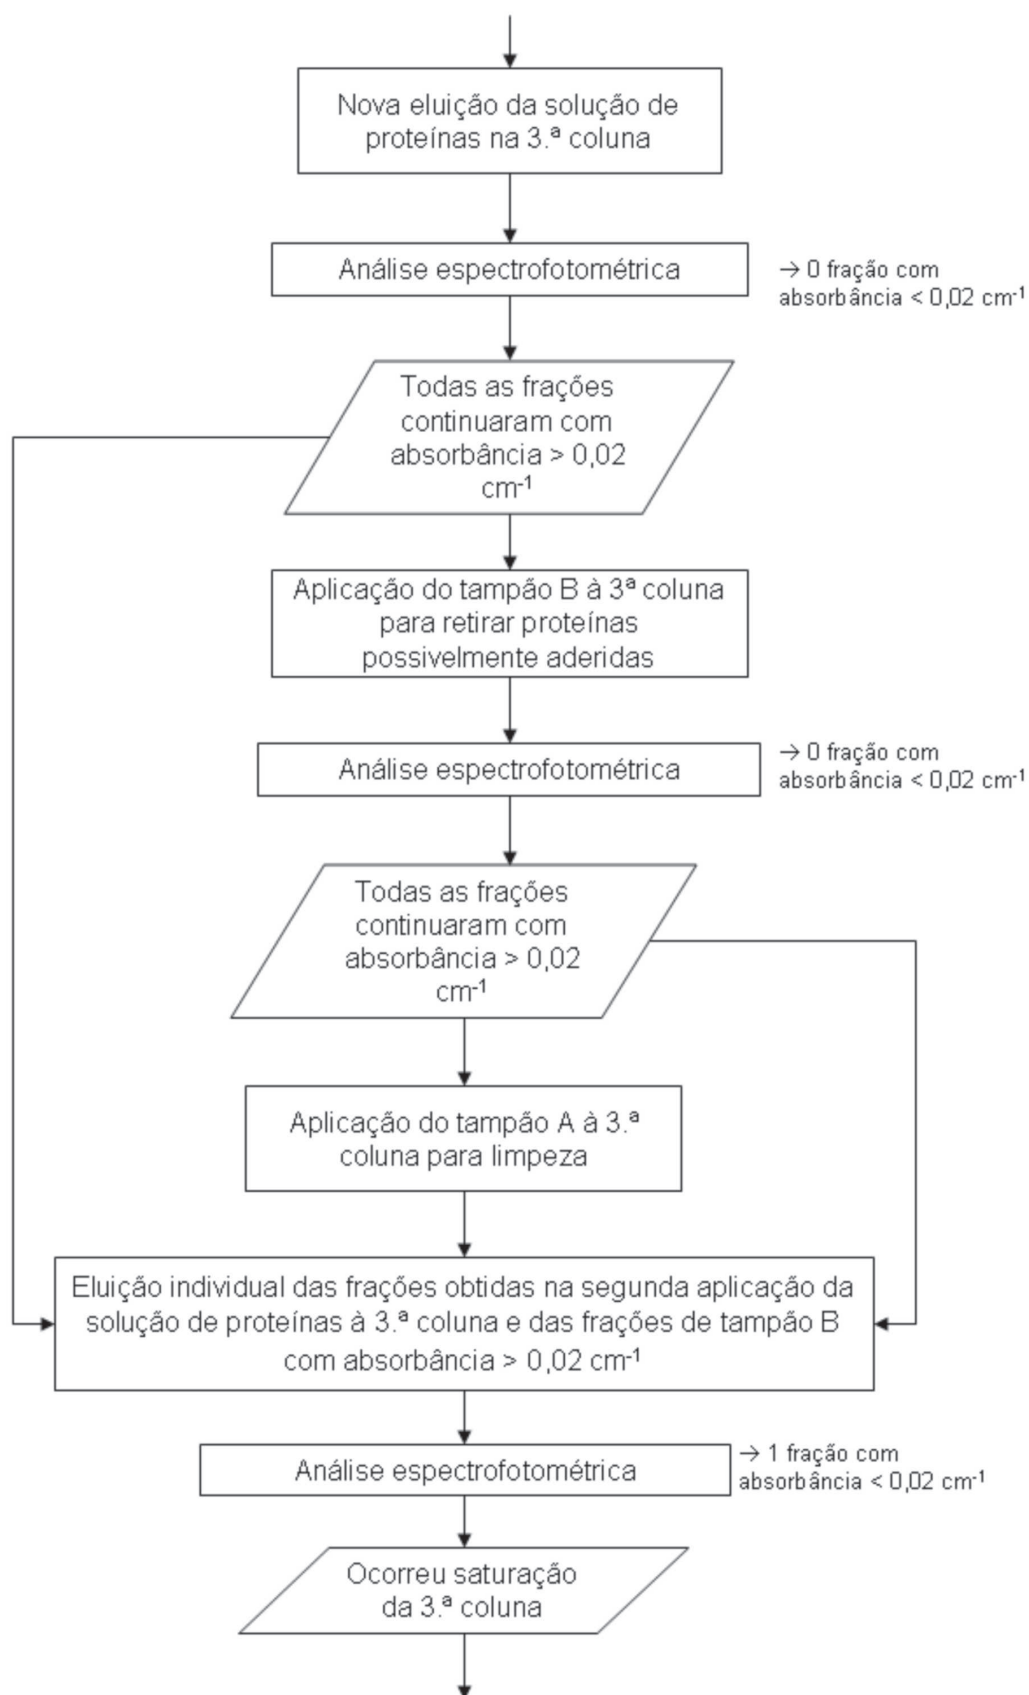 Nova eluição da solução de
proteínas na 3.ª coluna
Análise espectrofotométrica
→ 0 fração com
absorbância < 0,02 cm-1
Todas as frações
continuaram com
absorbância > 0,02
cm-1
Aplicação do tampão B à 3ª coluna
para retirar proteínas
possivelmente aderidas
Análise espectrofotométrica
→ 0 fração com
absorbância < 0,02 cm-1
Todas as frações
continuaram com
absorbância > 0,02
cm-1
Aplicação do tampão A à 3.ª
coluna para limpeza
Eluição individual das frações obtidas na segunda aplicação da
solução de proteínas à 3.ª coluna e das frações de tampão B
com absorbância > 0,02 cm-1
Análise espectrofotométrica
→ 1 fração com
absorbância < 0,02 cm-1
Ocorreu saturação
da 3.ª coluna